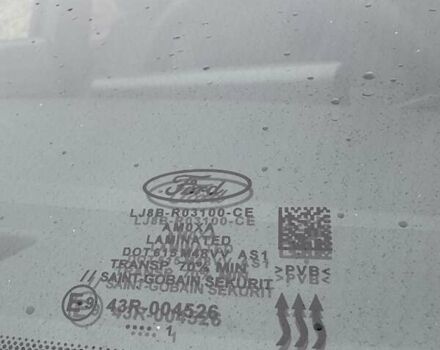 Ford
LJ8B-R03100-CE
AM0XA
LAMINATED
DOT 615 M48VV AS1
TRANSP. 70% MIN
// SAINT-GOBAIN SEKURIT
>PVB<
E9 43R-004526
1